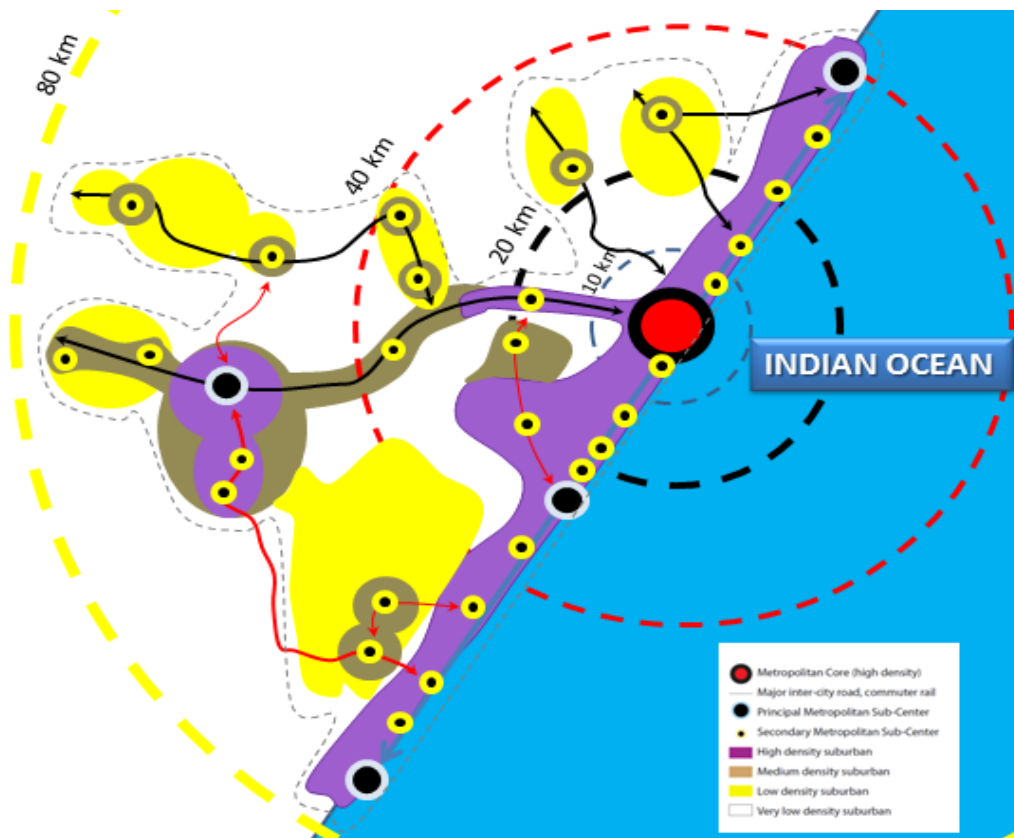 80 km
40 km
20 km
10 km
INDIAN OCEAN
Metropolitan Core (high density)
Major inter-city road, commuter rail
Principal Metropolitan Sub-Center
Secondary Metropolitan Sub-Center
High density suburban
Medium density suburban
Low density suburban
Very low density suburban